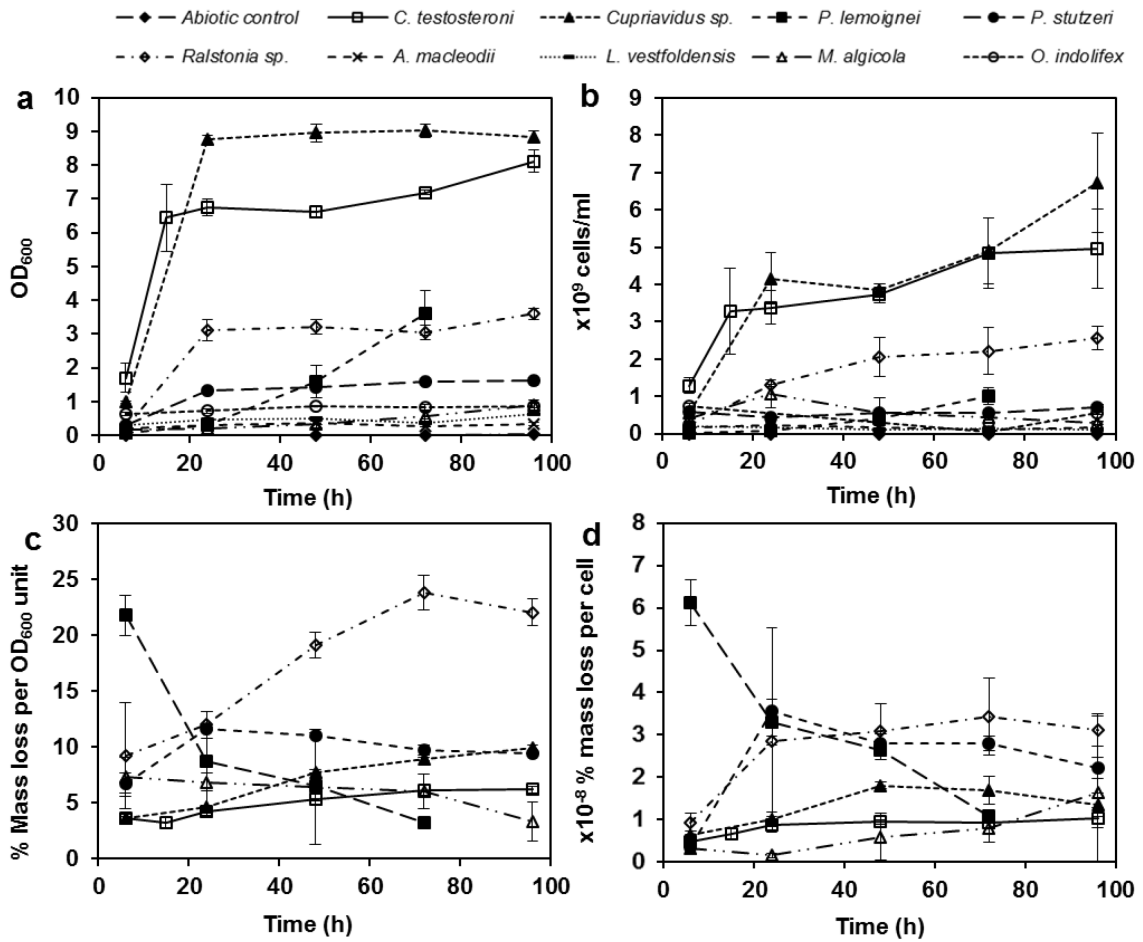 Abiotic control C. testosteroni Cupriavidus sp. P. lemoignei P. stutzeri
Ralstonia sp. A. macleodii L. vestfoldensis M. algicola O. indolifex
a
10
9
8
7
6
5
4
3
2
1
0
OD600
0 20 40 60 80 100
Time (h)
b
9
8
7
6
5
4
3
2
1
0
x10⁹ cells/ml
0 20 40 60 80 100
Time (h)
c
30
25
20
15
10
5
0
% Mass loss per OD600 unit
0 20 40 60 80 100
Time (h)
d
8
7
6
5
4
3
2
1
0
x10⁻⁸ % mass loss per cell
0 20 40 60 80 100
Time (h)